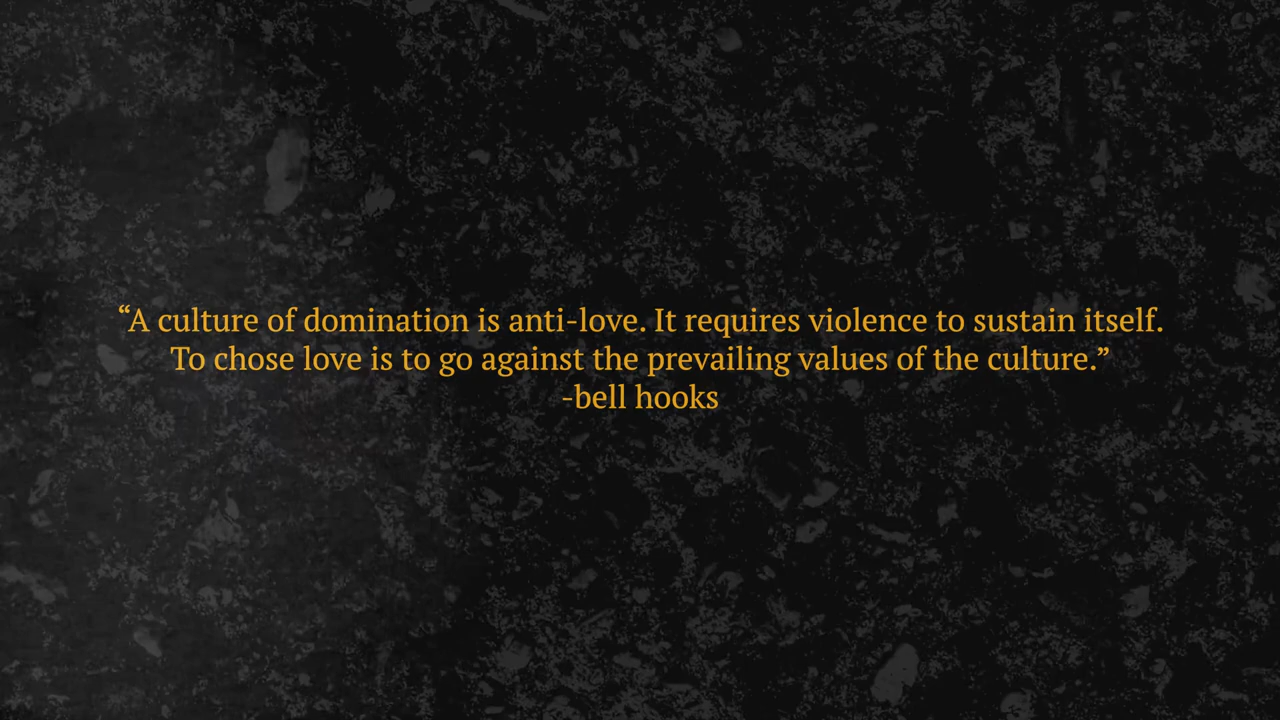 “A culture of domination is anti-love. It requires violence to sustain itself.
To chose love is to go against the prevailing values of the culture.”
-bell hooks